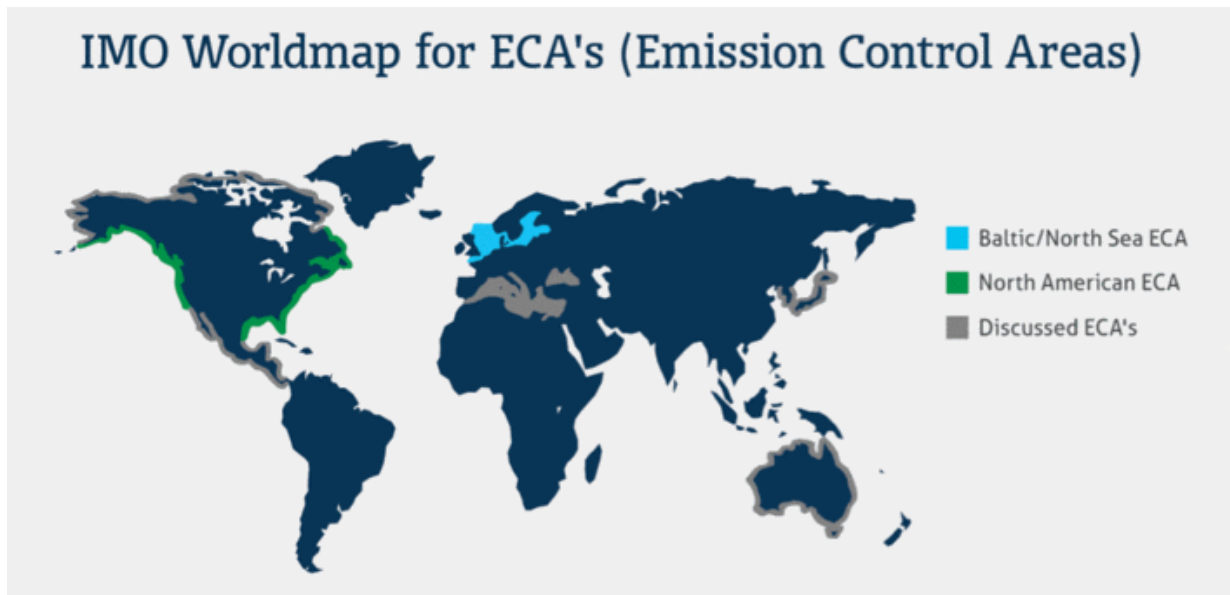 IMO Worldmap for ECA's (Emission Control Areas)
Baltic/North Sea ECA
North American ECA
Discussed ECA's